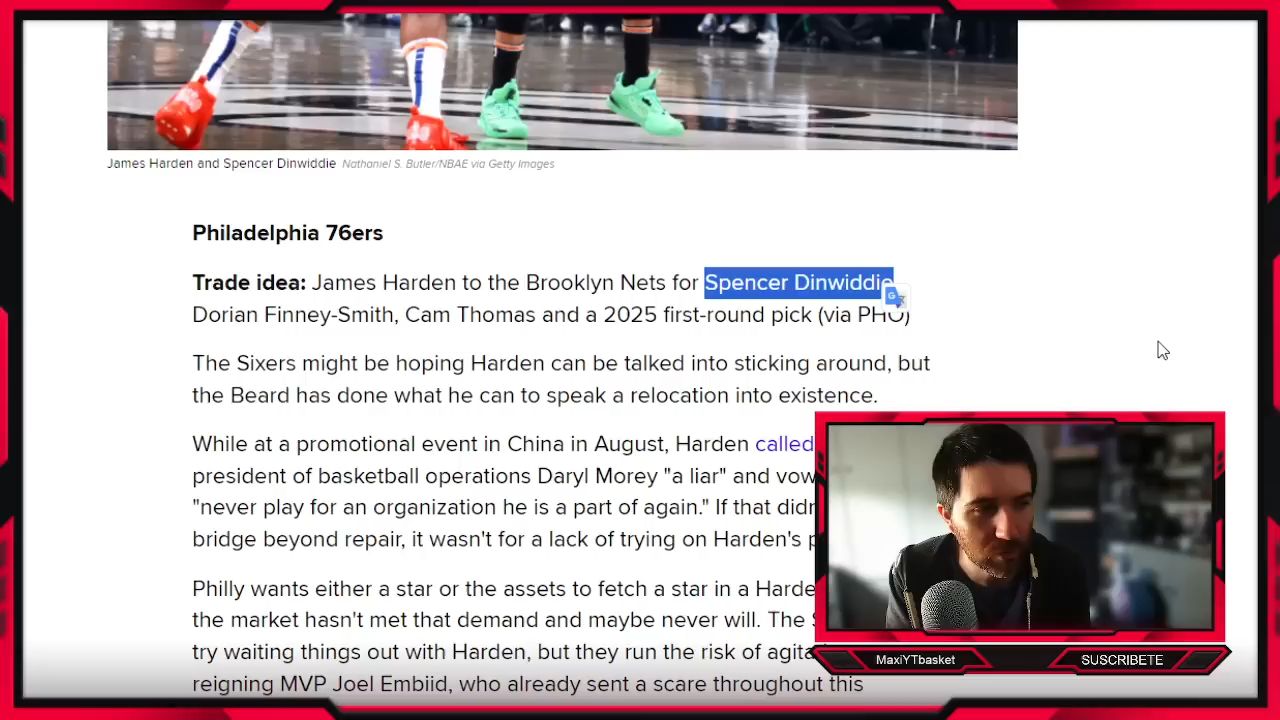 James Harden and Spencer Dinwiddie Nathaniel S. Butler/NBAE via Getty Images
Philadelphia 76ers
Trade idea: James Harden to the Brooklyn Nets for Spencer Dinwiddie
Dorian Finney-Smith, Cam Thomas and a 2025 first-round pick (via PHO)
The Sixers might be hoping Harden can be talked into sticking around, but
the Beard has done what he can to speak a relocation into existence.
While at a promotional event in China in August, Harden called
president of basketball operations Daryl Morey "a liar" and vow
"never play for an organization he is a part of again." If that didn
bridge beyond repair, it wasn't for a lack of trying on Harden's p
Philly wants either a star or the assets to fetch a star in a Harde
the market hasn't met that demand and maybe never will. The S
try waiting things out with Harden, but they run the risk of agita
reigning MVP Joel Embiid, who already sent a scare throughout this
MaxiYTbasket
SUSCRIBETE